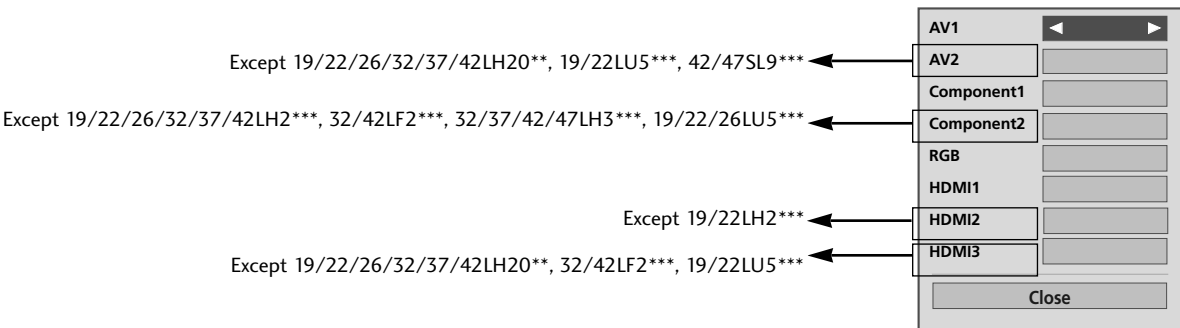 AV1 ◀ ▶
Except 19/22/26/32/37/42LH20**, 19/22LU5***, 42/47SL9*** AV2
Component1
Except 19/22/26/32/37/42LH2***, 32/42LF2***, 32/37/42/47LH3***, 19/22/26LU5*** Component2
RGB
HDMI1
Except 19/22LH2*** HDMI2
Except 19/22/26/32/37/42LH20**, 32/42LF2***, 19/22LU5*** HDMI3
Close